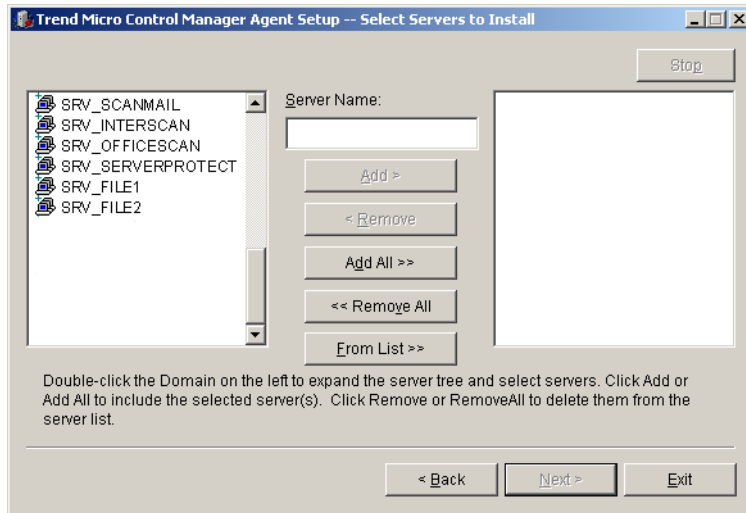 Trend Micro Control Manager Agent Setup -- Select Servers to Install
Stop
SRV_SCANMAIL
SRV_INTERSCAN
SRV_OFFICESCAN
SRV_SERVERPROTECT
SRV_FILE1
SRV_FILE2
Server Name:
Add >
< Remove
Add All >>
<< Remove All
From List >>
Double-click the Domain on the left to expand the server tree and select servers. Click Add or
Add All to include the selected server(s).  Click Remove or RemoveAll to delete them from the
server list.
< Back
Next >
Exit